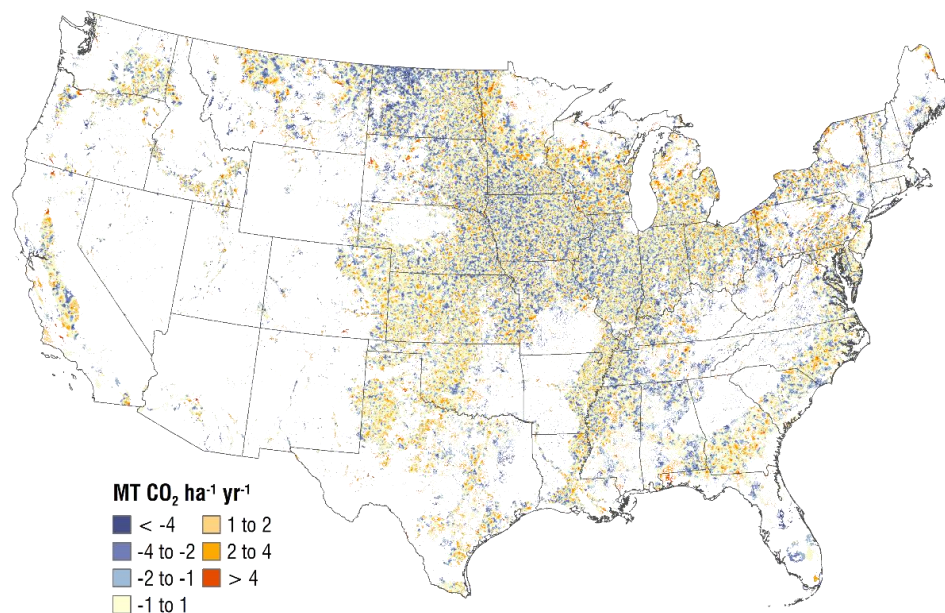 MT CO₂ ha⁻¹ yr⁻¹
< -4
-4 to -2
-2 to -1
-1 to 1
1 to 2
2 to 4
> 4